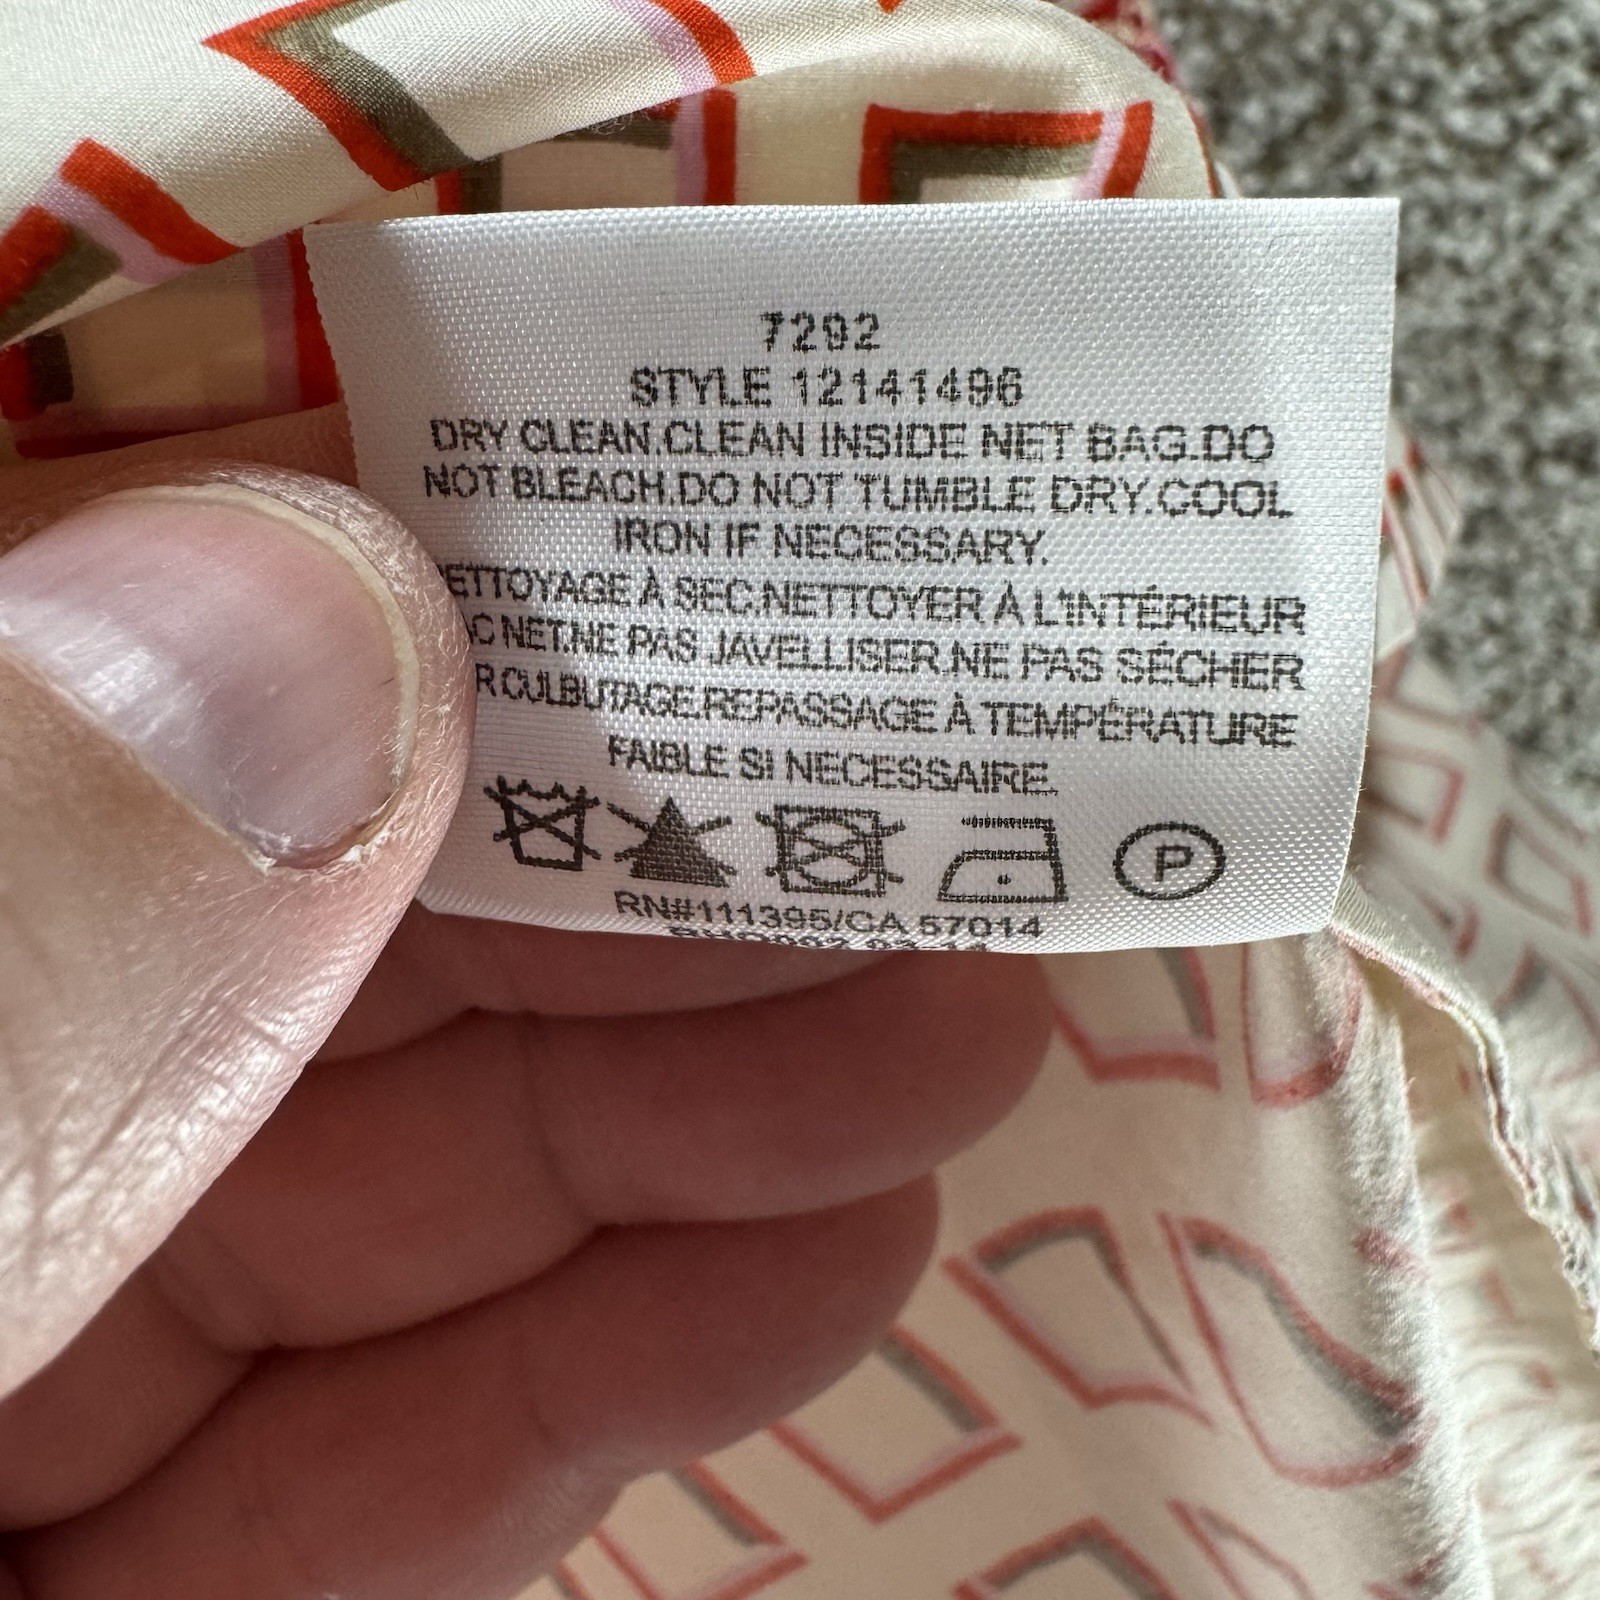 7292
STYLE 12141496
DRY CLEAN.CLEAN INSIDE NET BAG.DO
NOT BLEACH.DO NOT TUMBLE DRY.COOL
IRON IF NECESSARY.
ETTOYAGE À SEC.NETTOYER À L'INTÉRIEUR
C NET.NE PAS JAVELLISER.NE PAS SÉCHER
R CULBUTAGE.REPASSAGE À TEMPÉRATURE
FAIBLE SI NECESSAIRE.
P
RN#111395/CA 57014